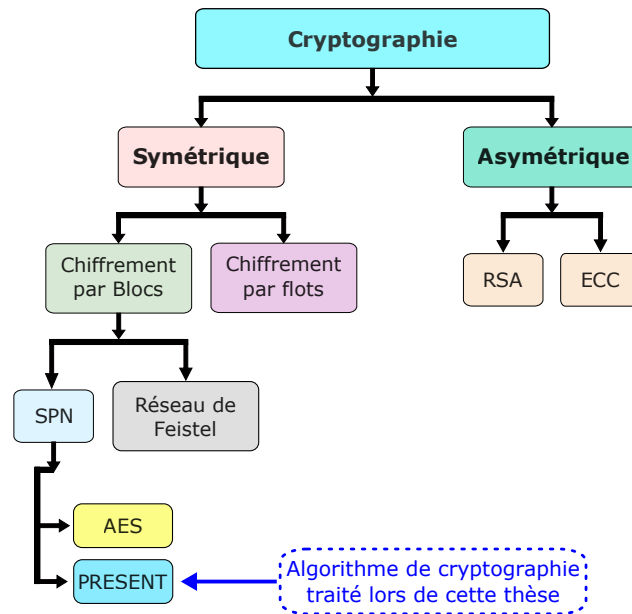 Cryptographie
Symétrique
Asymétrique
Chiffrement
par Blocs
Chiffrement
par flots
RSA
ECC
SPN
Réseau de
Feistel
AES
PRESENT
Algorithme de cryptographie
traité lors de cette thèse